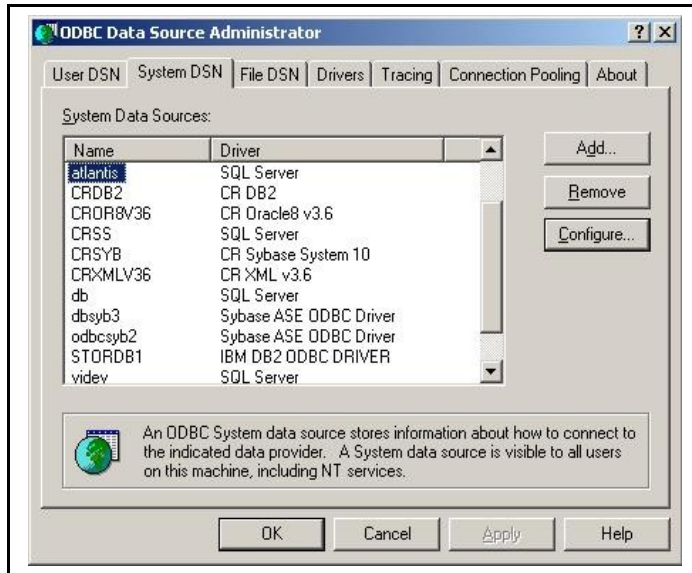 ODBC Data Source Administrator
User DSN System DSN File DSN Drivers Tracing Connection Pooling About
System Data Sources:
Name Driver
atlantis SQL Server
CRDB2 CR DB2
CROR8V36 CR Oracle8 v3.6
CRSS SQL Server
CRSYB CR Sybase System 10
CRXMLV36 CR XML v3.6
db SQL Server
dbsyb3 Sybase ASE ODBC Driver
odbcsyb2 Sybase ASE ODBC Driver
STORDB1 IBM DB2 ODBC DRIVER
videv SQL Server
Add...
Remove
Configure...
An ODBC System data source stores information about how to connect to
the indicated data provider. A System data source is visible to all users
on this machine, including NT services.
OK Cancel Apply Help